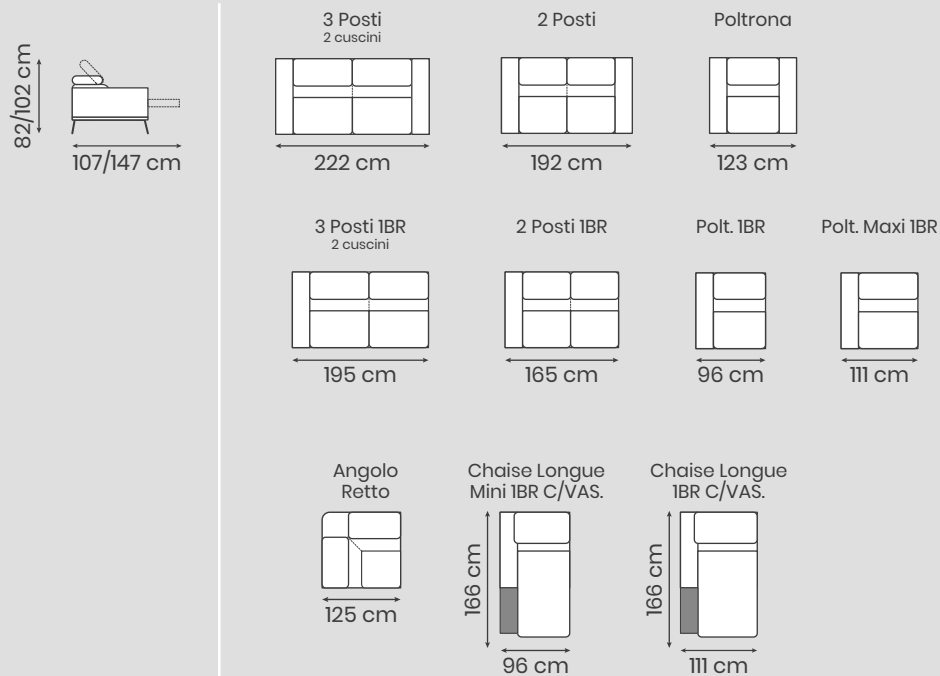 82/102 cm
107/147 cm
3 Posti
2 cuscini
222 cm
2 Posti
192 cm
Poltrona
123 cm
3 Posti 1BR
2 cuscini
195 cm
2 Posti 1BR
165 cm
Polt. 1BR
96 cm
Polt. Maxi 1BR
111 cm
Angolo
Retto
125 cm
Chaise Longue
Mini 1BR C/VAS.
166 cm
96 cm
Chaise Longue
1BR C/VAS.
166 cm
111 cm